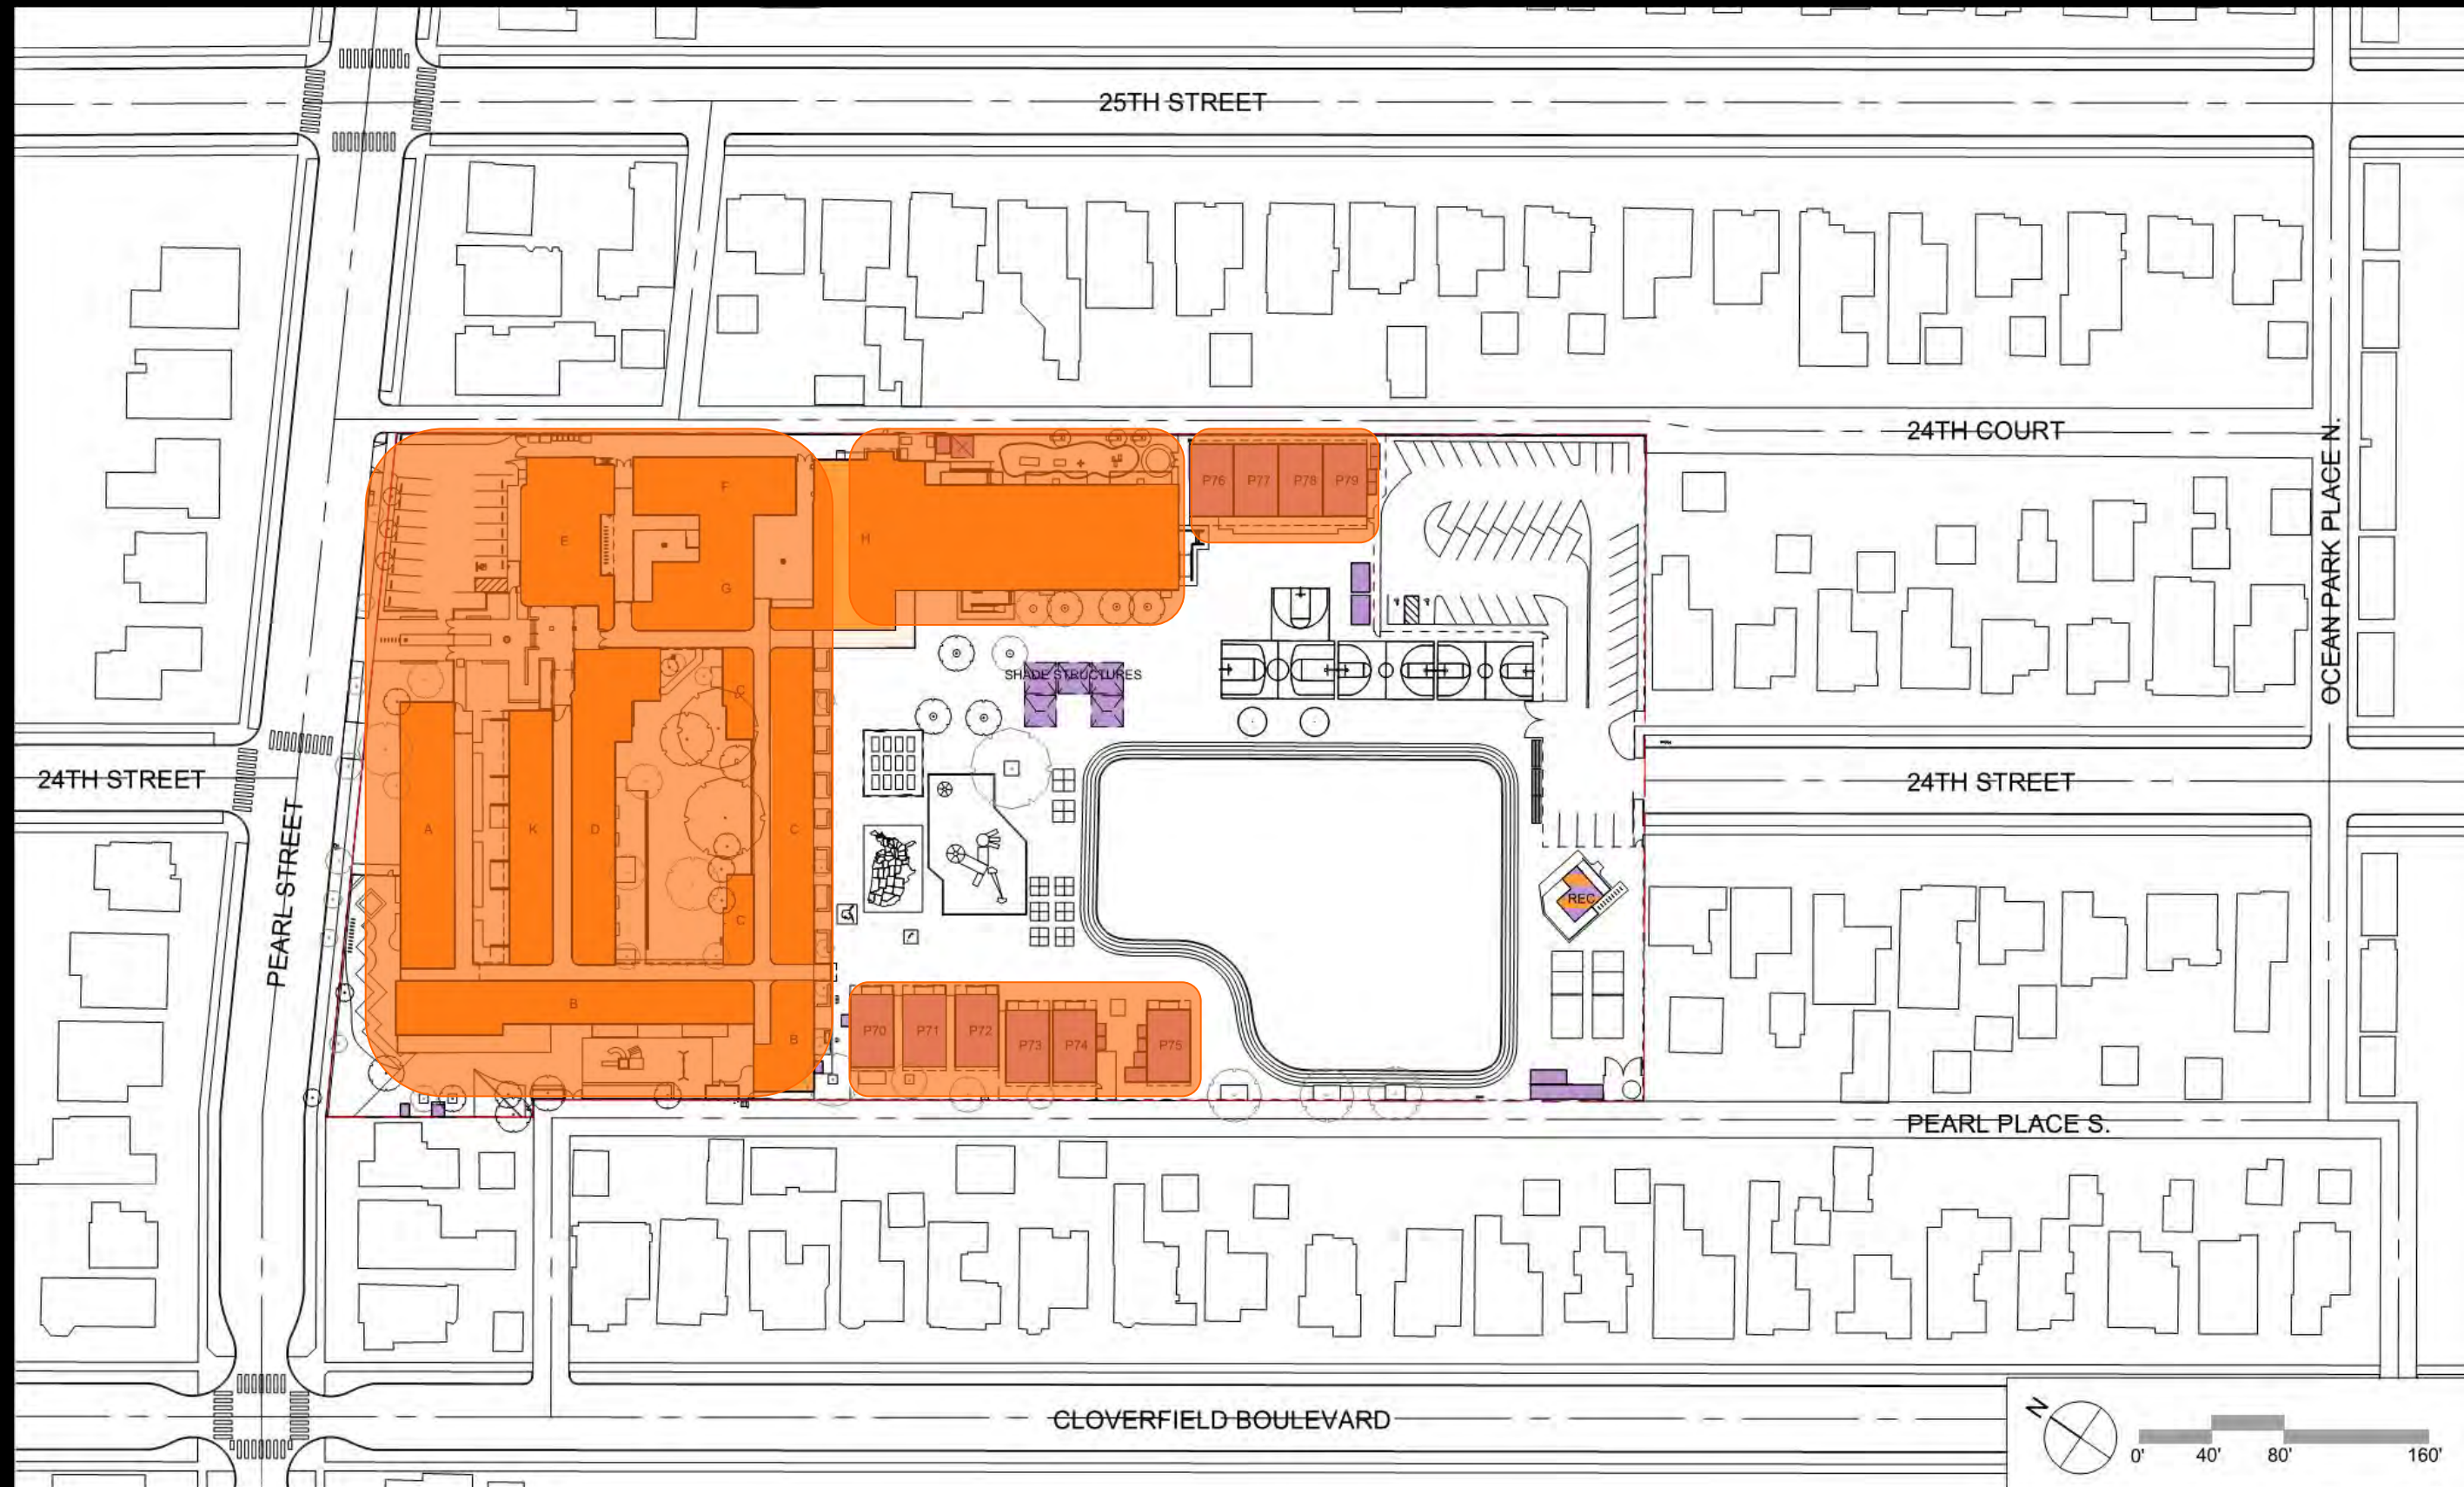 25TH STREET
24TH COURT
P76 P77 P78 P79
F
E
H
G
OCEAN PARK PLACE N.
SHADE STRUCTURES
C
24TH STREET
24TH STREET
PEARL STREET
A
K
D
C
REC
C
B
P70 P71 P72 P73 P74 P75
B
PEARL PLACE S.
CLOVERFIELD BOULEVARD
N
0' 40' 80' 160'